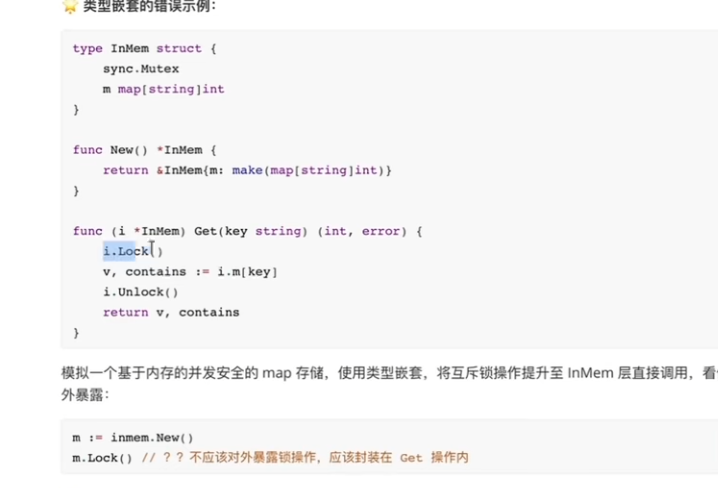 类型嵌套的错误示例：
type InMem struct {
    sync.Mutex
    m map[string]int
}
func New() *InMem {
    return &InMem{m: make(map[string]int)}
}
func (i *InMem) Get(key string) (int, error) {
    i.Lock()
    v, contains := i.m[key]
    i.Unlock()
    return v, contains
}
模拟一个基于内存的并发安全的 map 存储，使用类型嵌套，将互斥锁操作提升至 InMem 层直接调用，看
外暴露：
m := inmem.New()
m.Lock() // ？？不应该对外暴露锁操作，应该封装在 Get 操作内